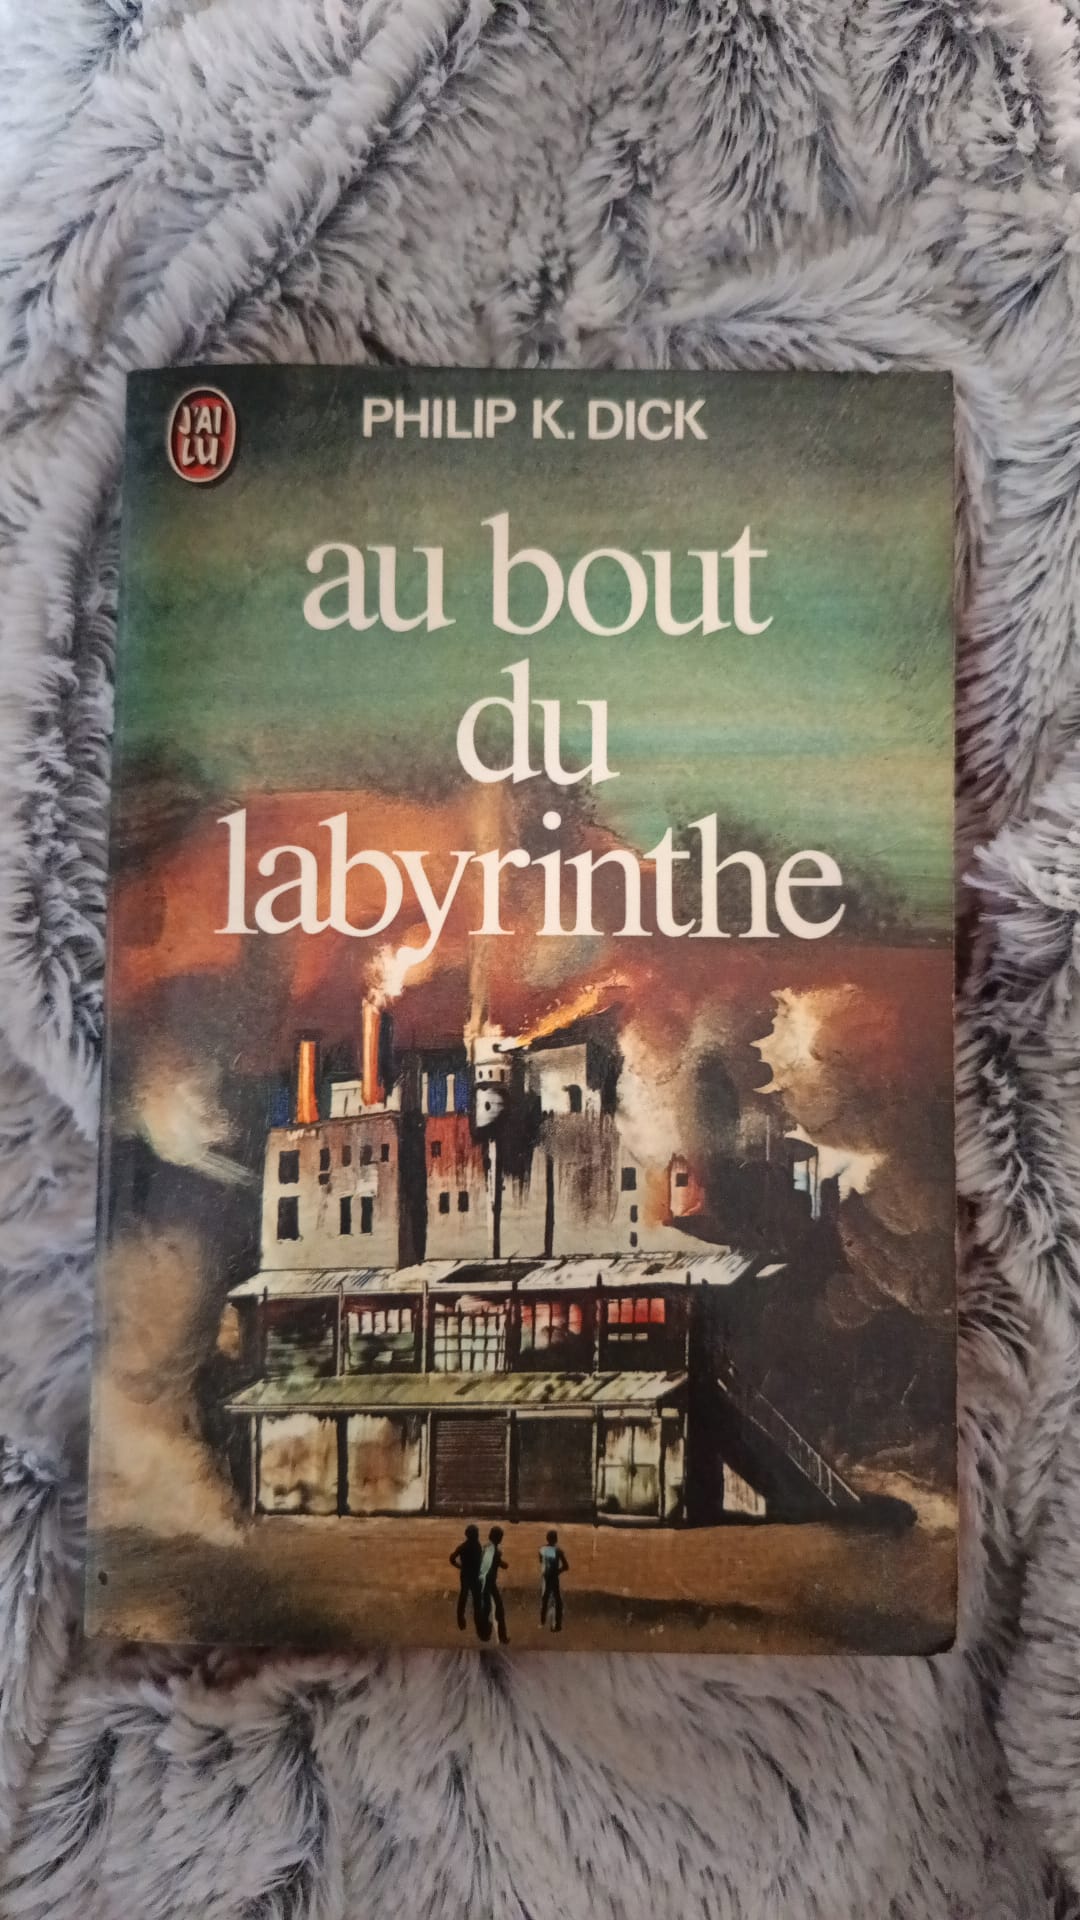 J'AI
LU
PHILIP K. DICK
au bout
du
labyrinthe